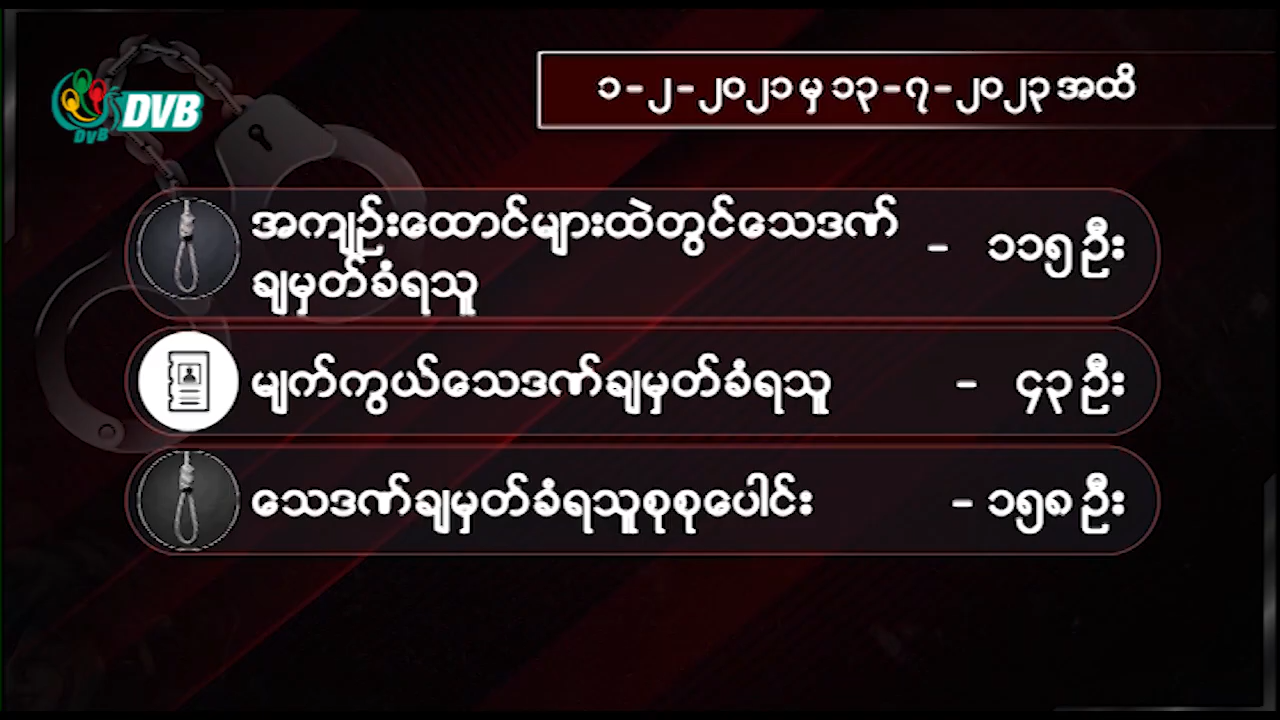 DVB
DVB
၁-၂-၂၀၂၁ မှ ၁၃-၇-၂၀၂၃ အထိ
အကျဉ်းထောင်များထဲတွင်သေဒဏ်
ချမှတ်ခံရသူ - ၁၁၅ ဦး
မျက်ကွယ်သေဒဏ်ချမှတ်ခံရသူ - ၄၃ ဦး
သေဒဏ်ချမှတ်ခံရသူစုစုပေါင်း - ၁၅၈ ဦး